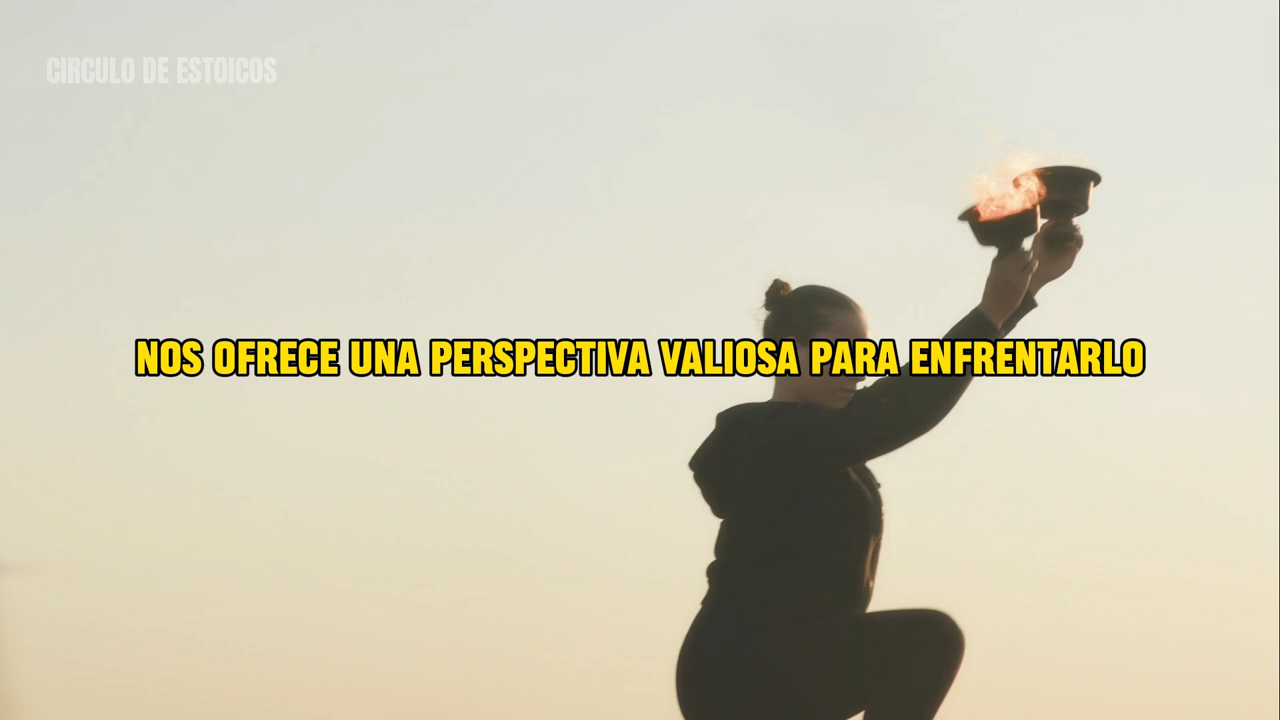 CIRCULO DE ESTOICOS
NOS OFRECE UNA PERSPECTIVA VALIOSA PARA ENFRENTARLO